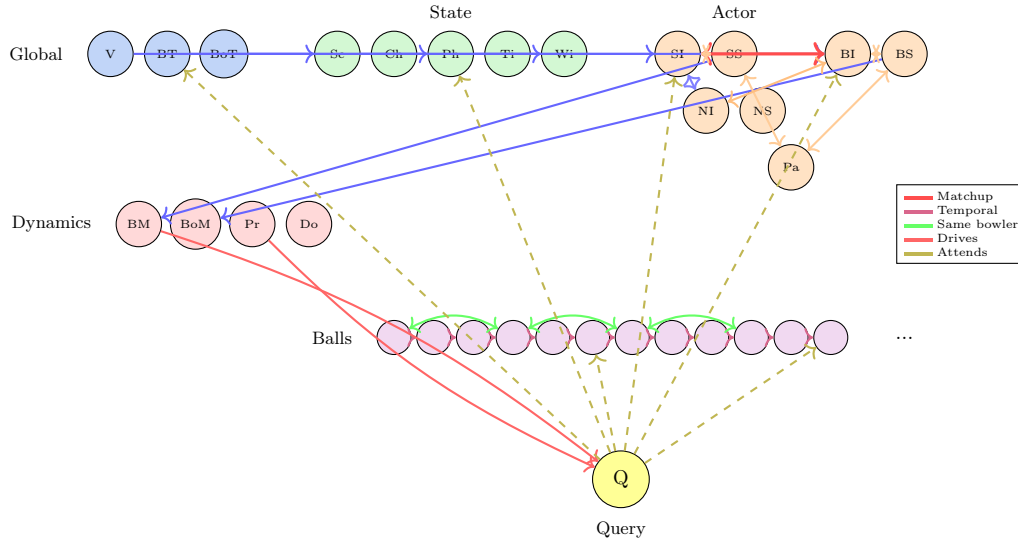 State Actor
Global V BT BoT Sc Ch Ph Ti Wi SI SS BI BS
NI NS
Pa
Dynamics BM BoM Pr Do
Matchup
Temporal
Same bowler
Drives
Attends
Balls ...
Q
Query